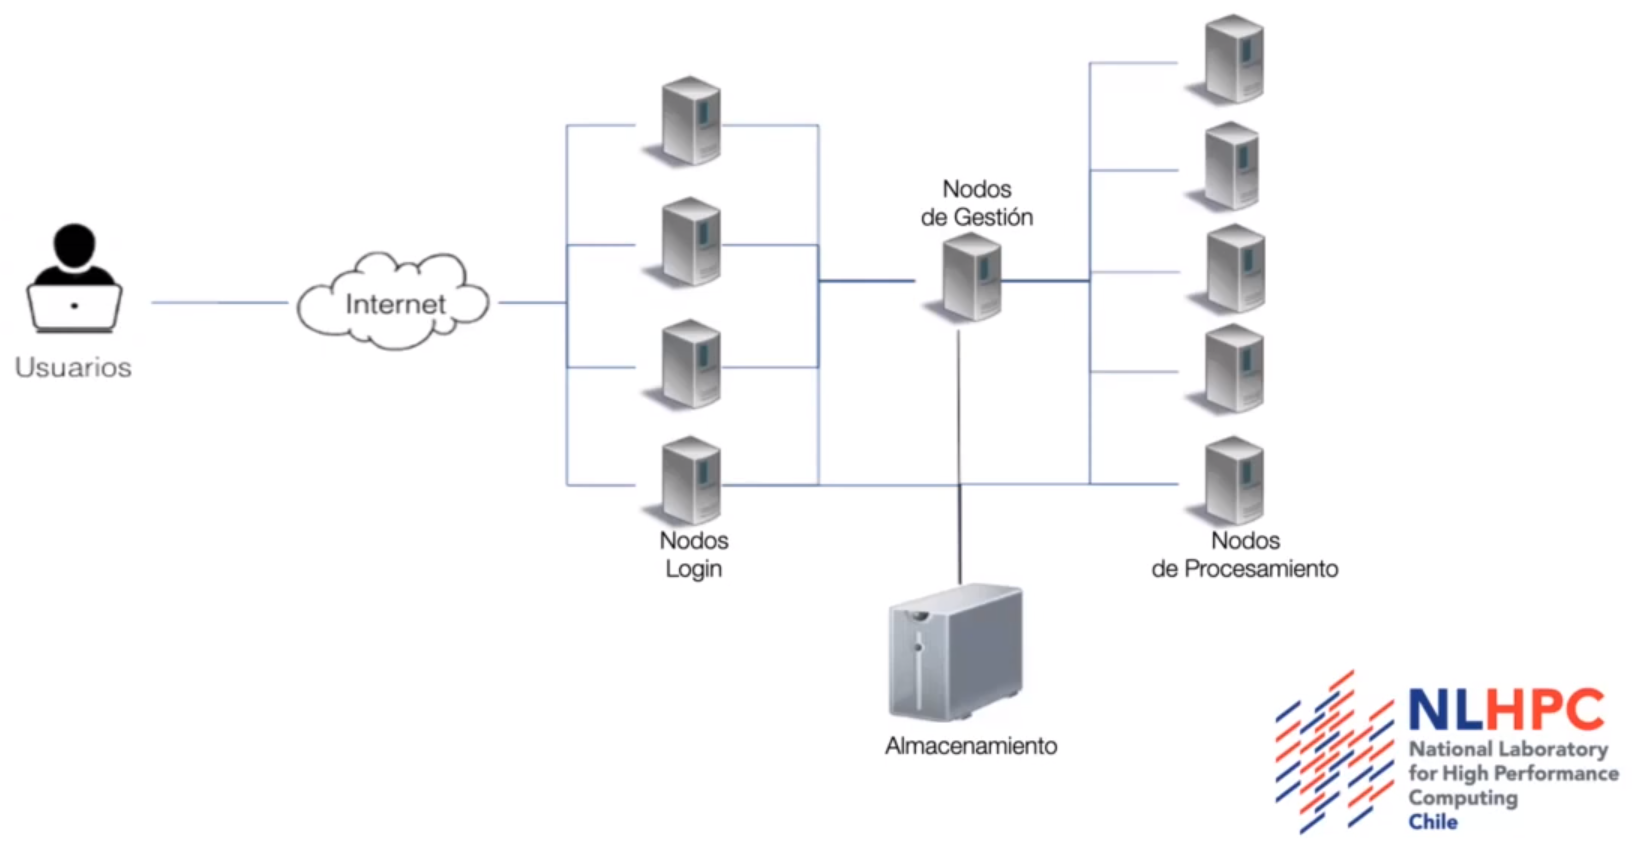 Usuarios
Internet
Nodos
Login
Nodos
de Gestión
Almacenamiento
Nodos
de Procesamiento
NLHPC
National Laboratory
for High Performance
Computing
Chile